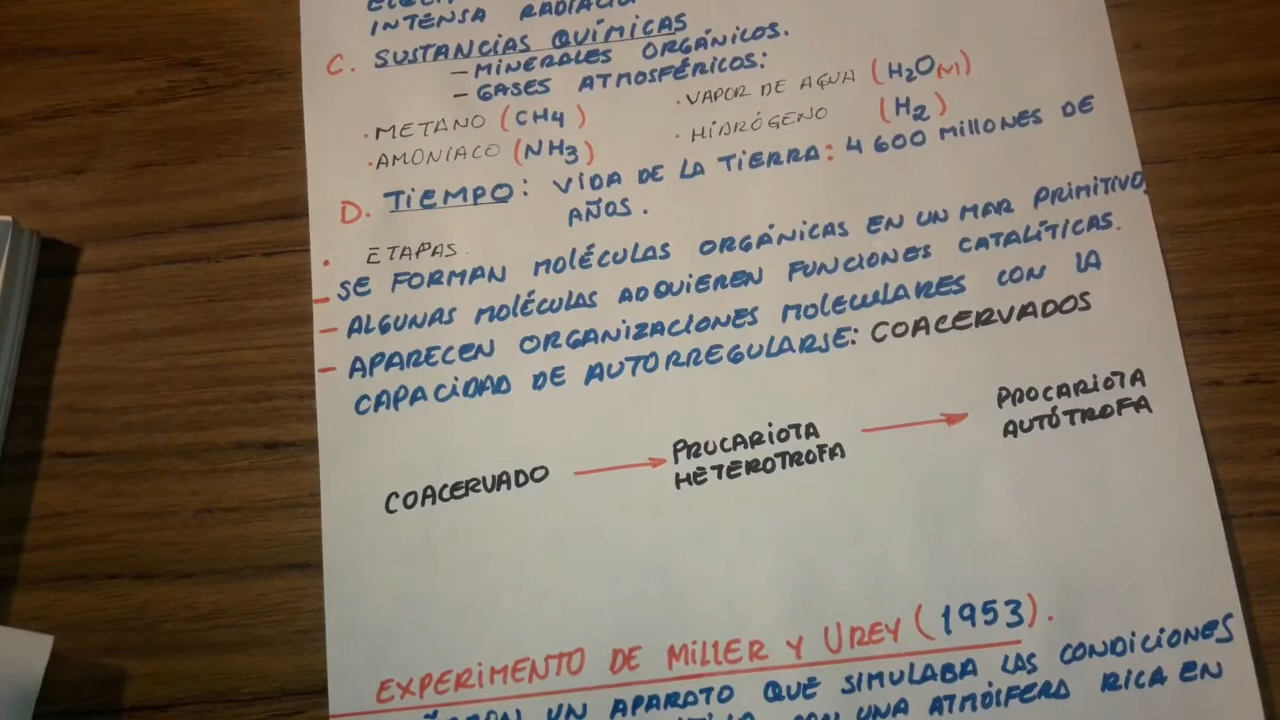 INTENSA
C. SUSTANCIAS QUÍMICAS
– MINERALES ORGÁNICOS.
– GASES ATMOSFÉRICOS:
· METANO (CH4)
· VAPOR DE AGUA (H2O)
· AMONIACO (NH3)
· HIDRÓGENO (H2)
D. TIEMPO: VIDA DE LA TIERRA: 4 600 MILLONES DE
AÑOS.
· ETAPAS.
– SE FORMAN MOLÉCULAS ORGÁNICAS EN UN MAR PRIMITIVO.
– ALGUNAS MOLÉCULAS ADQUIEREN FUNCIONES CATALÍTICAS.
– APARECEN ORGANIZACIONES MOLECULARES CON LA
CAPACIDAD DE AUTORREGULARSE: COACERVADOS
COACERVADO → PROCARIOTA HETEROTROFA → PROCARIOTA AUTÓTROFA
EXPERIMENTO DE MILLER Y UREY (1953).
UN APARATO QUE SIMULABA LAS CONDICIONES
CON UNA ATMÓSFERA RICA EN